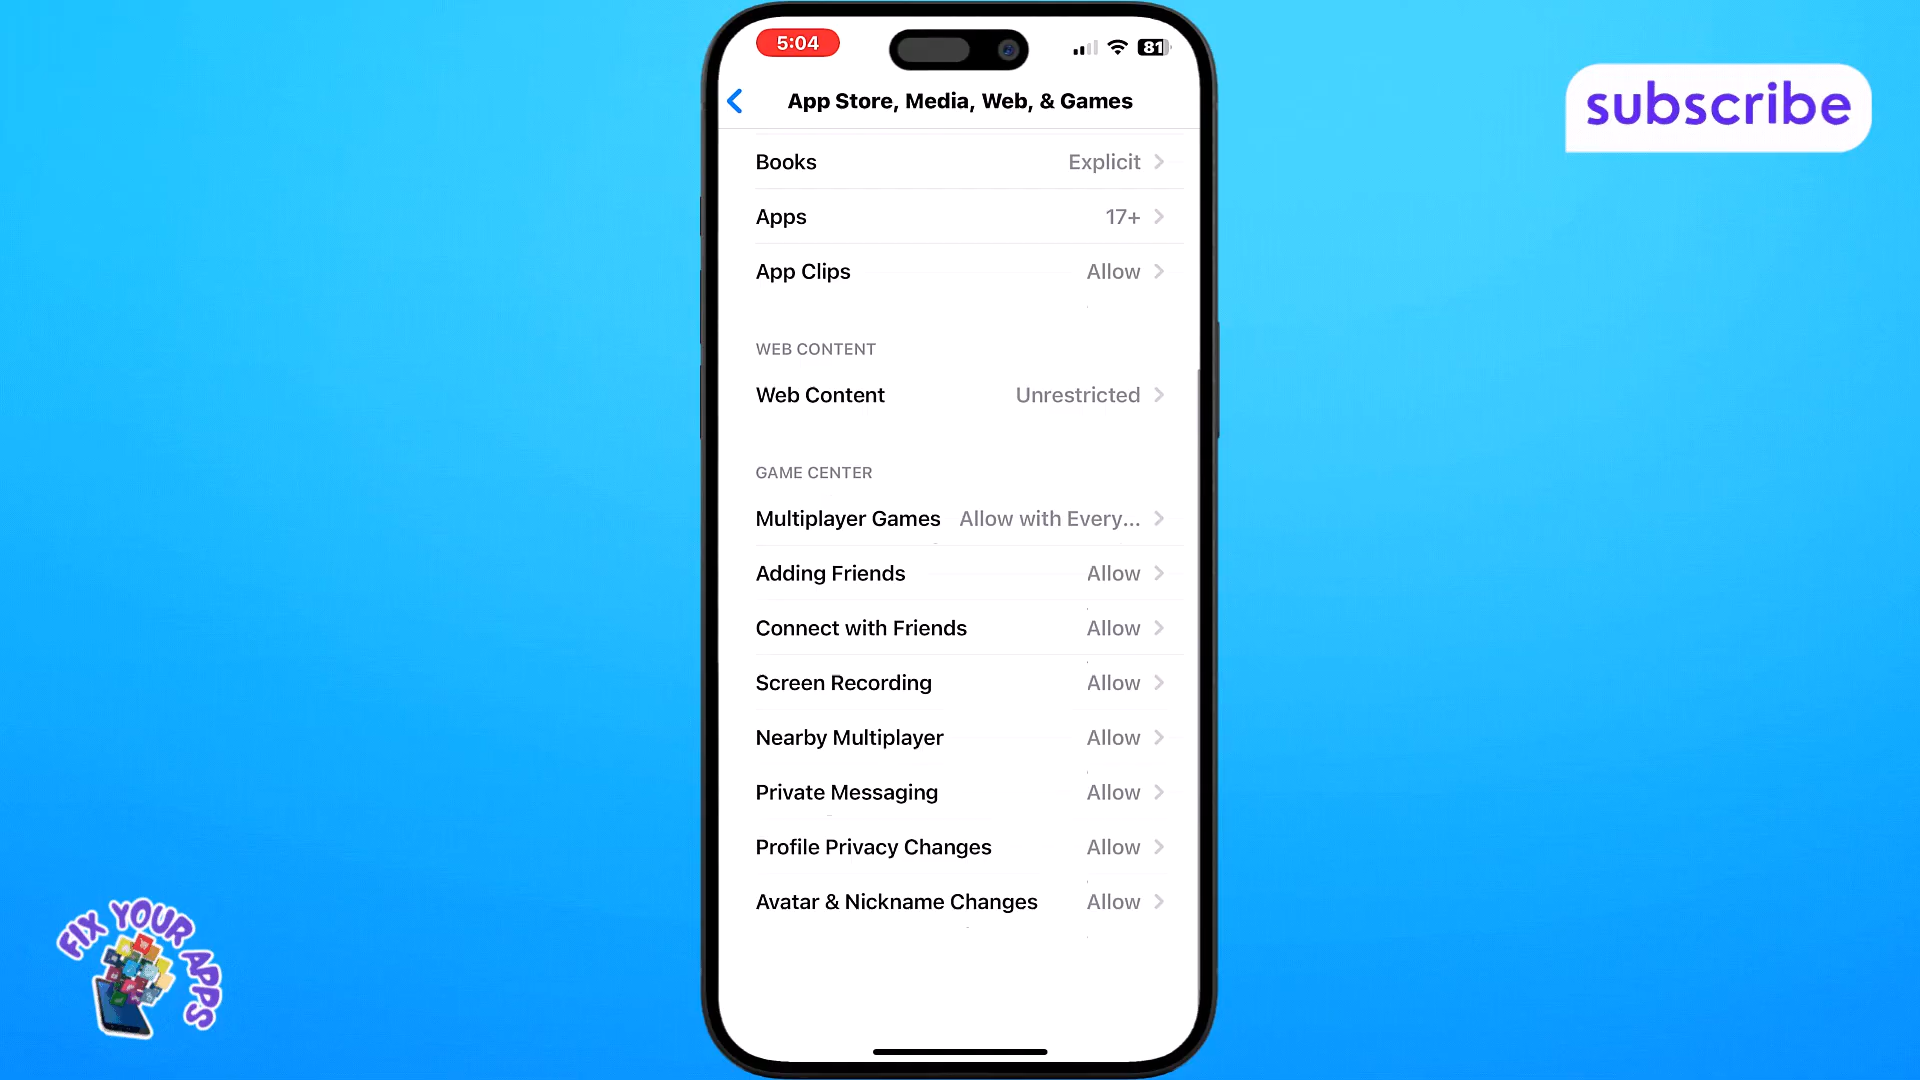 5:04
81
App Store, Media, Web, & Games
subscribe
Books Explicit
Apps 17+
App Clips Allow
WEB CONTENT
Web Content Unrestricted
GAME CENTER
Multiplayer Games Allow with Every...
Adding Friends Allow
Connect with Friends Allow
Screen Recording Allow
Nearby Multiplayer Allow
Private Messaging Allow
Profile Privacy Changes Allow
Avatar & Nickname Changes Allow
FIX YOUR APPS